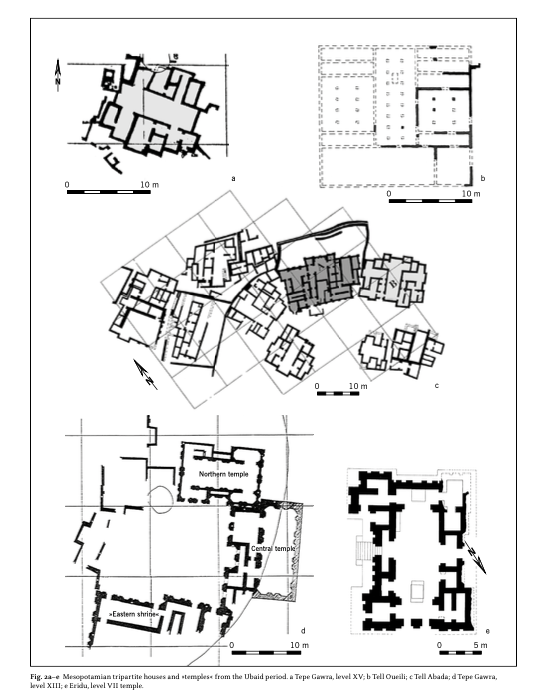 a
0 10 m
b
0 10 m
N
0 10 m
c
Northern temple
Central temple
»Eastern shrine«
d
0 10 m
N
e
0 5 m
Fig. 2a–e Mesopotamian tripartite houses and »temples« from the Ubaid period. a Tepe Gawra, level XV; b Tell Oueili; c Tell Abada; d Tepe Gawra,
level XIII; e Eridu, level VII temple.